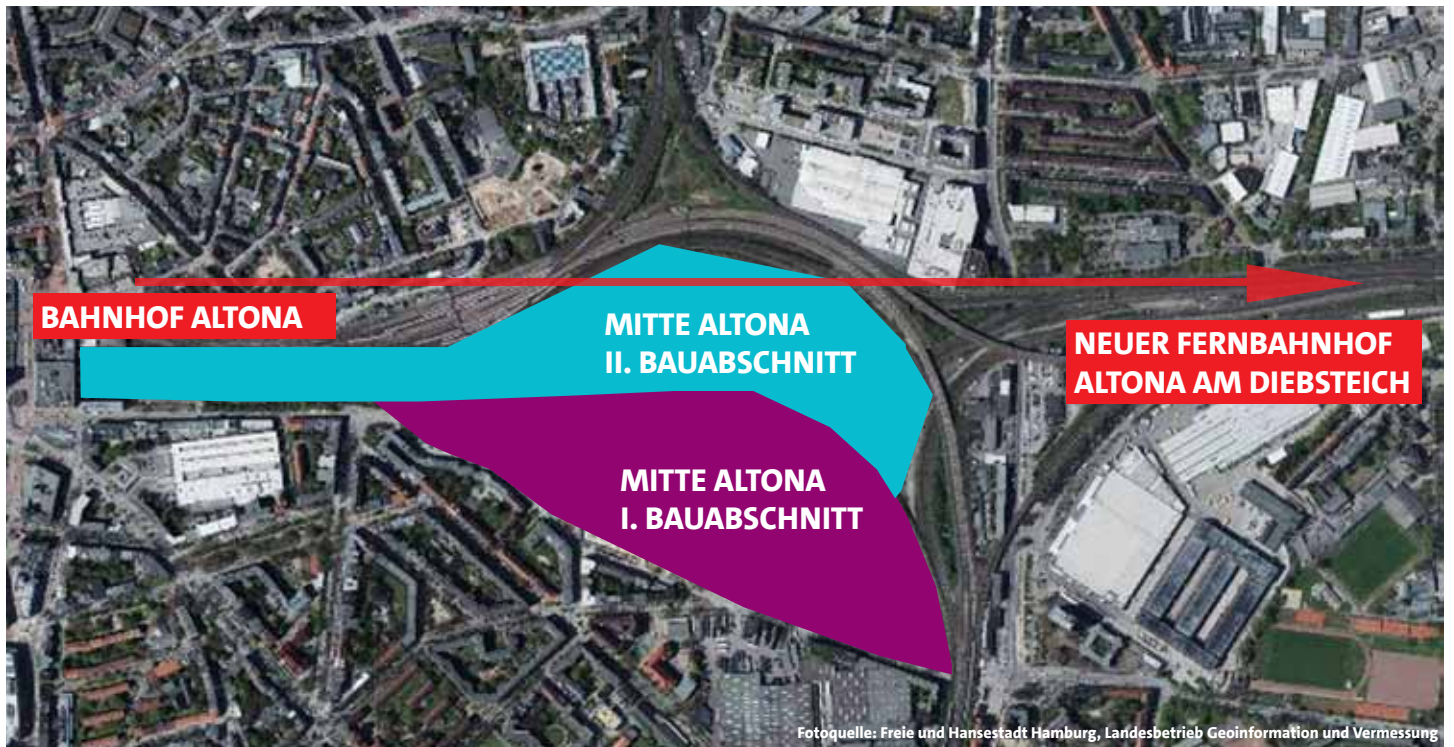 BAHNHOF ALTONA
MITTE ALTONA
II. BAUABSCHNITT
NEUER FERNBAHNHOF
ALTONA AM DIEBSTEICH
MITTE ALTONA
I. BAUABSCHNITT
Fotoquelle: Freie und Hansestadt Hamburg, Landesbetrieb Geoinformation und Vermessung